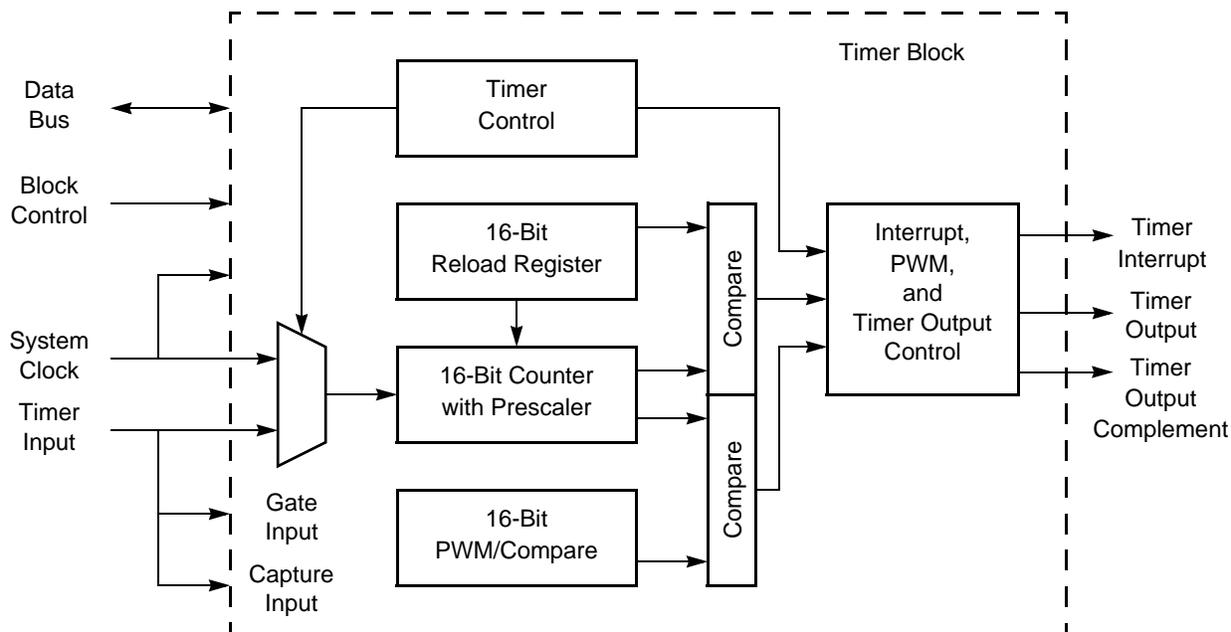 Timer Block
Data
Bus
Timer
Control
Block
Control
16-Bit
Reload Register
Compare
Interrupt,
PWM,
and
Timer Output
Control
Timer
Interrupt
Timer
Output
Timer
Output
Complement
System
Clock
16-Bit Counter
with Prescaler
Timer
Input
Compare
Gate
Input
16-Bit
PWM/Compare
Capture
Input